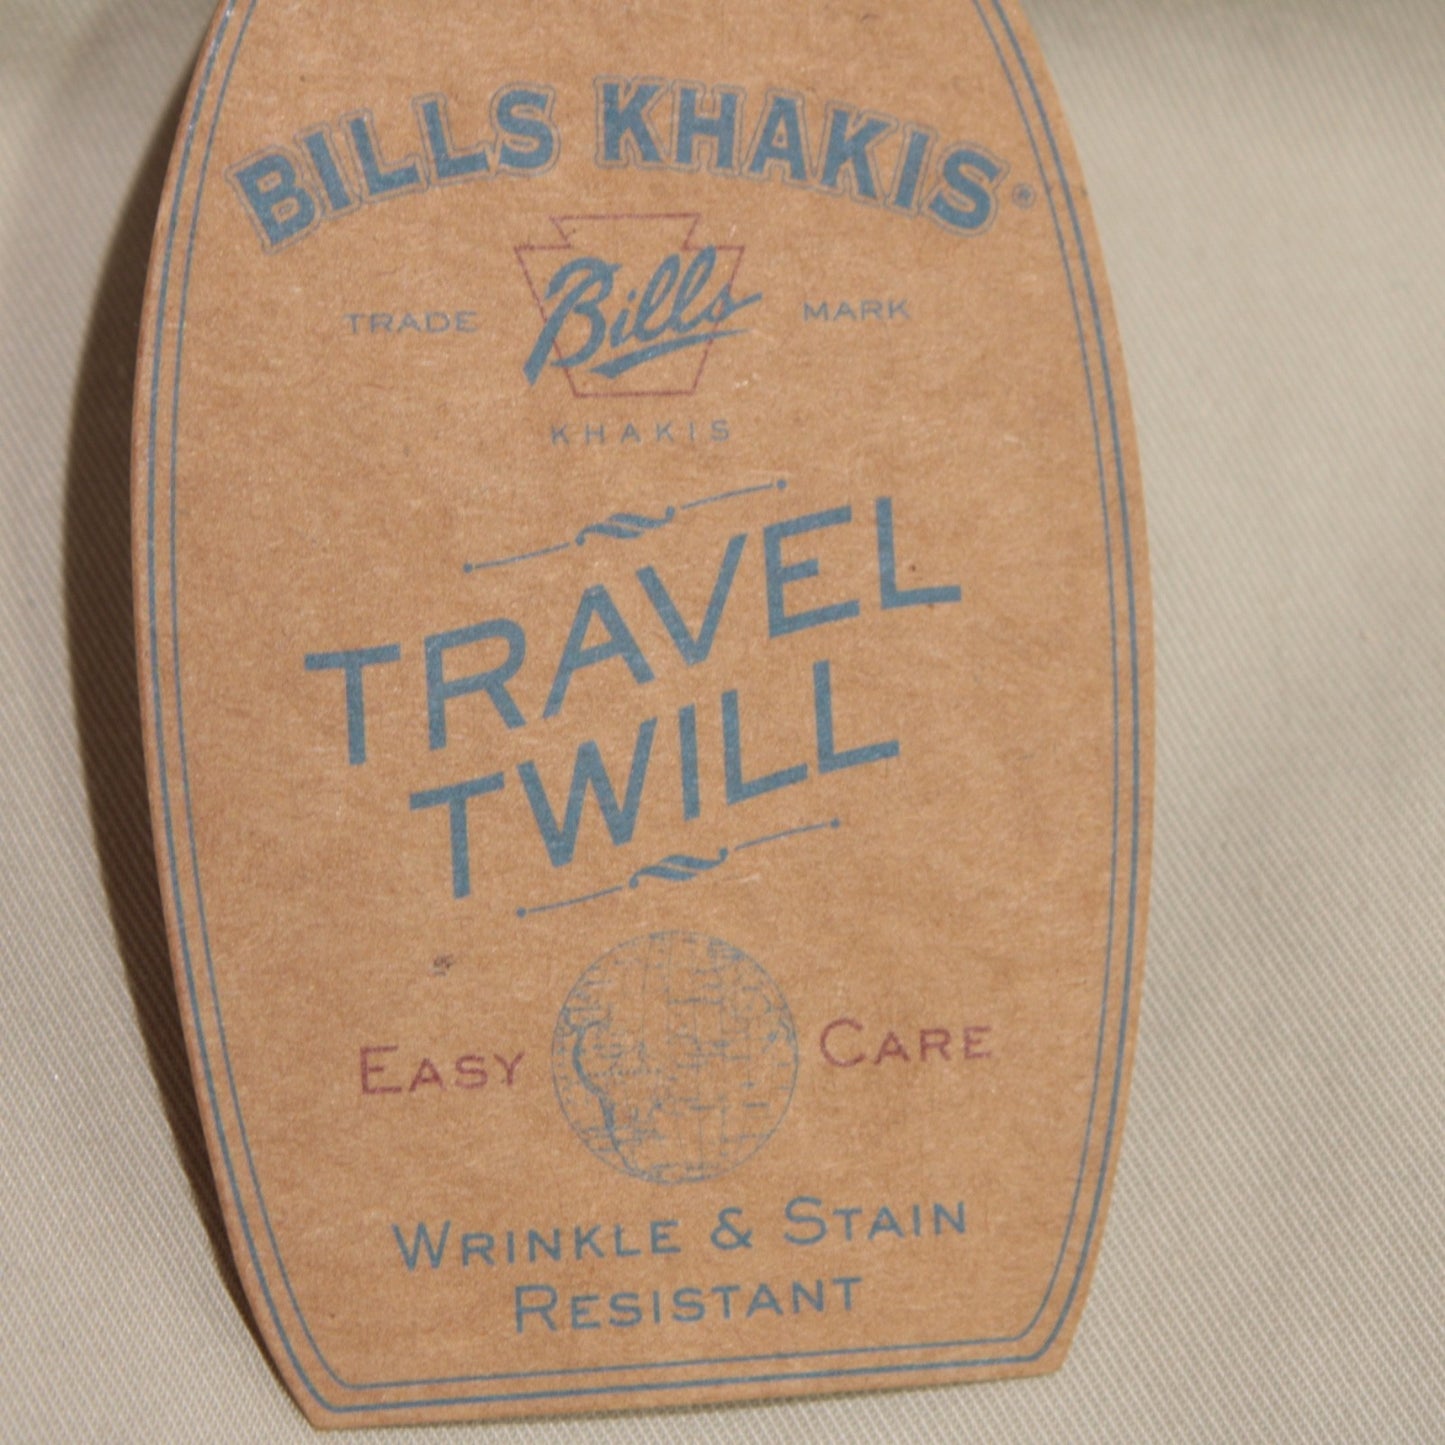 BILLS KHAKIS®
TRADE Bills MARK
KHAKIS
TRAVEL
TWILL
EASY CARE
WRINKLE & STAIN
RESISTANT